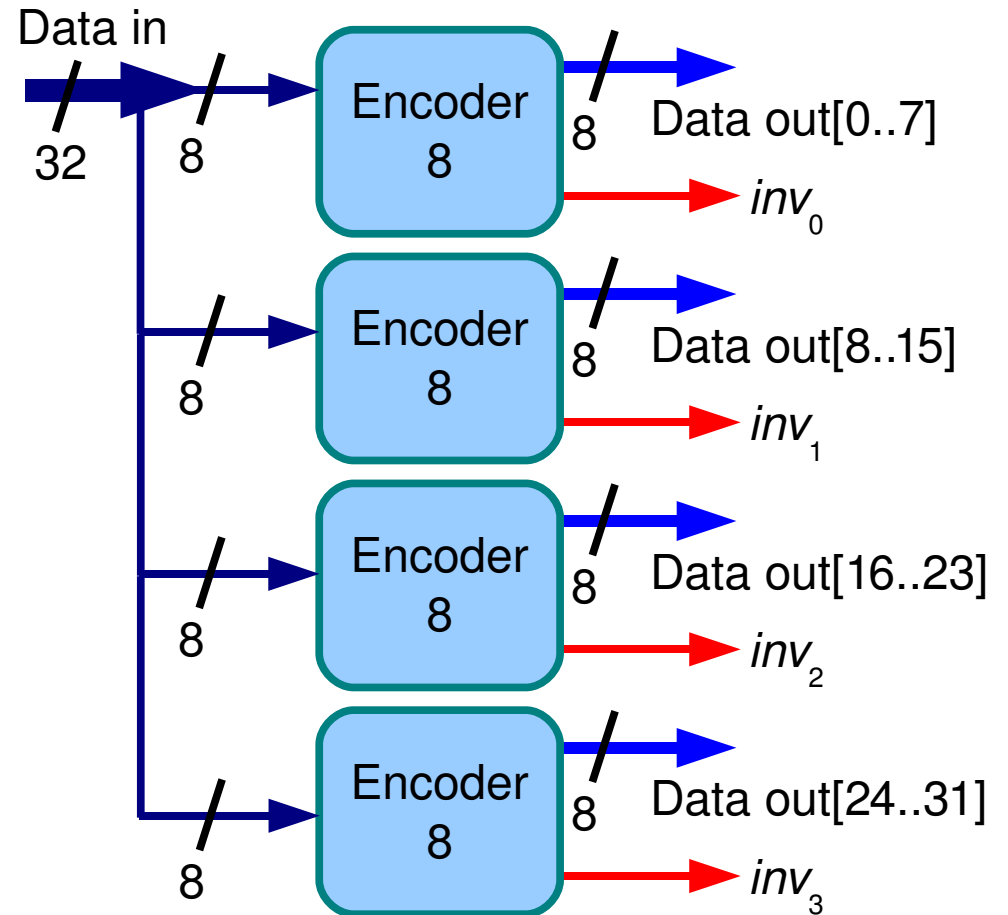 Data in
32
8
Encoder
8
8
Data out[0..7]
inv0
8
Encoder
8
8
Data out[8..15]
inv1
8
Encoder
8
8
Data out[16..23]
inv2
8
Encoder
8
8
Data out[24..31]
inv3